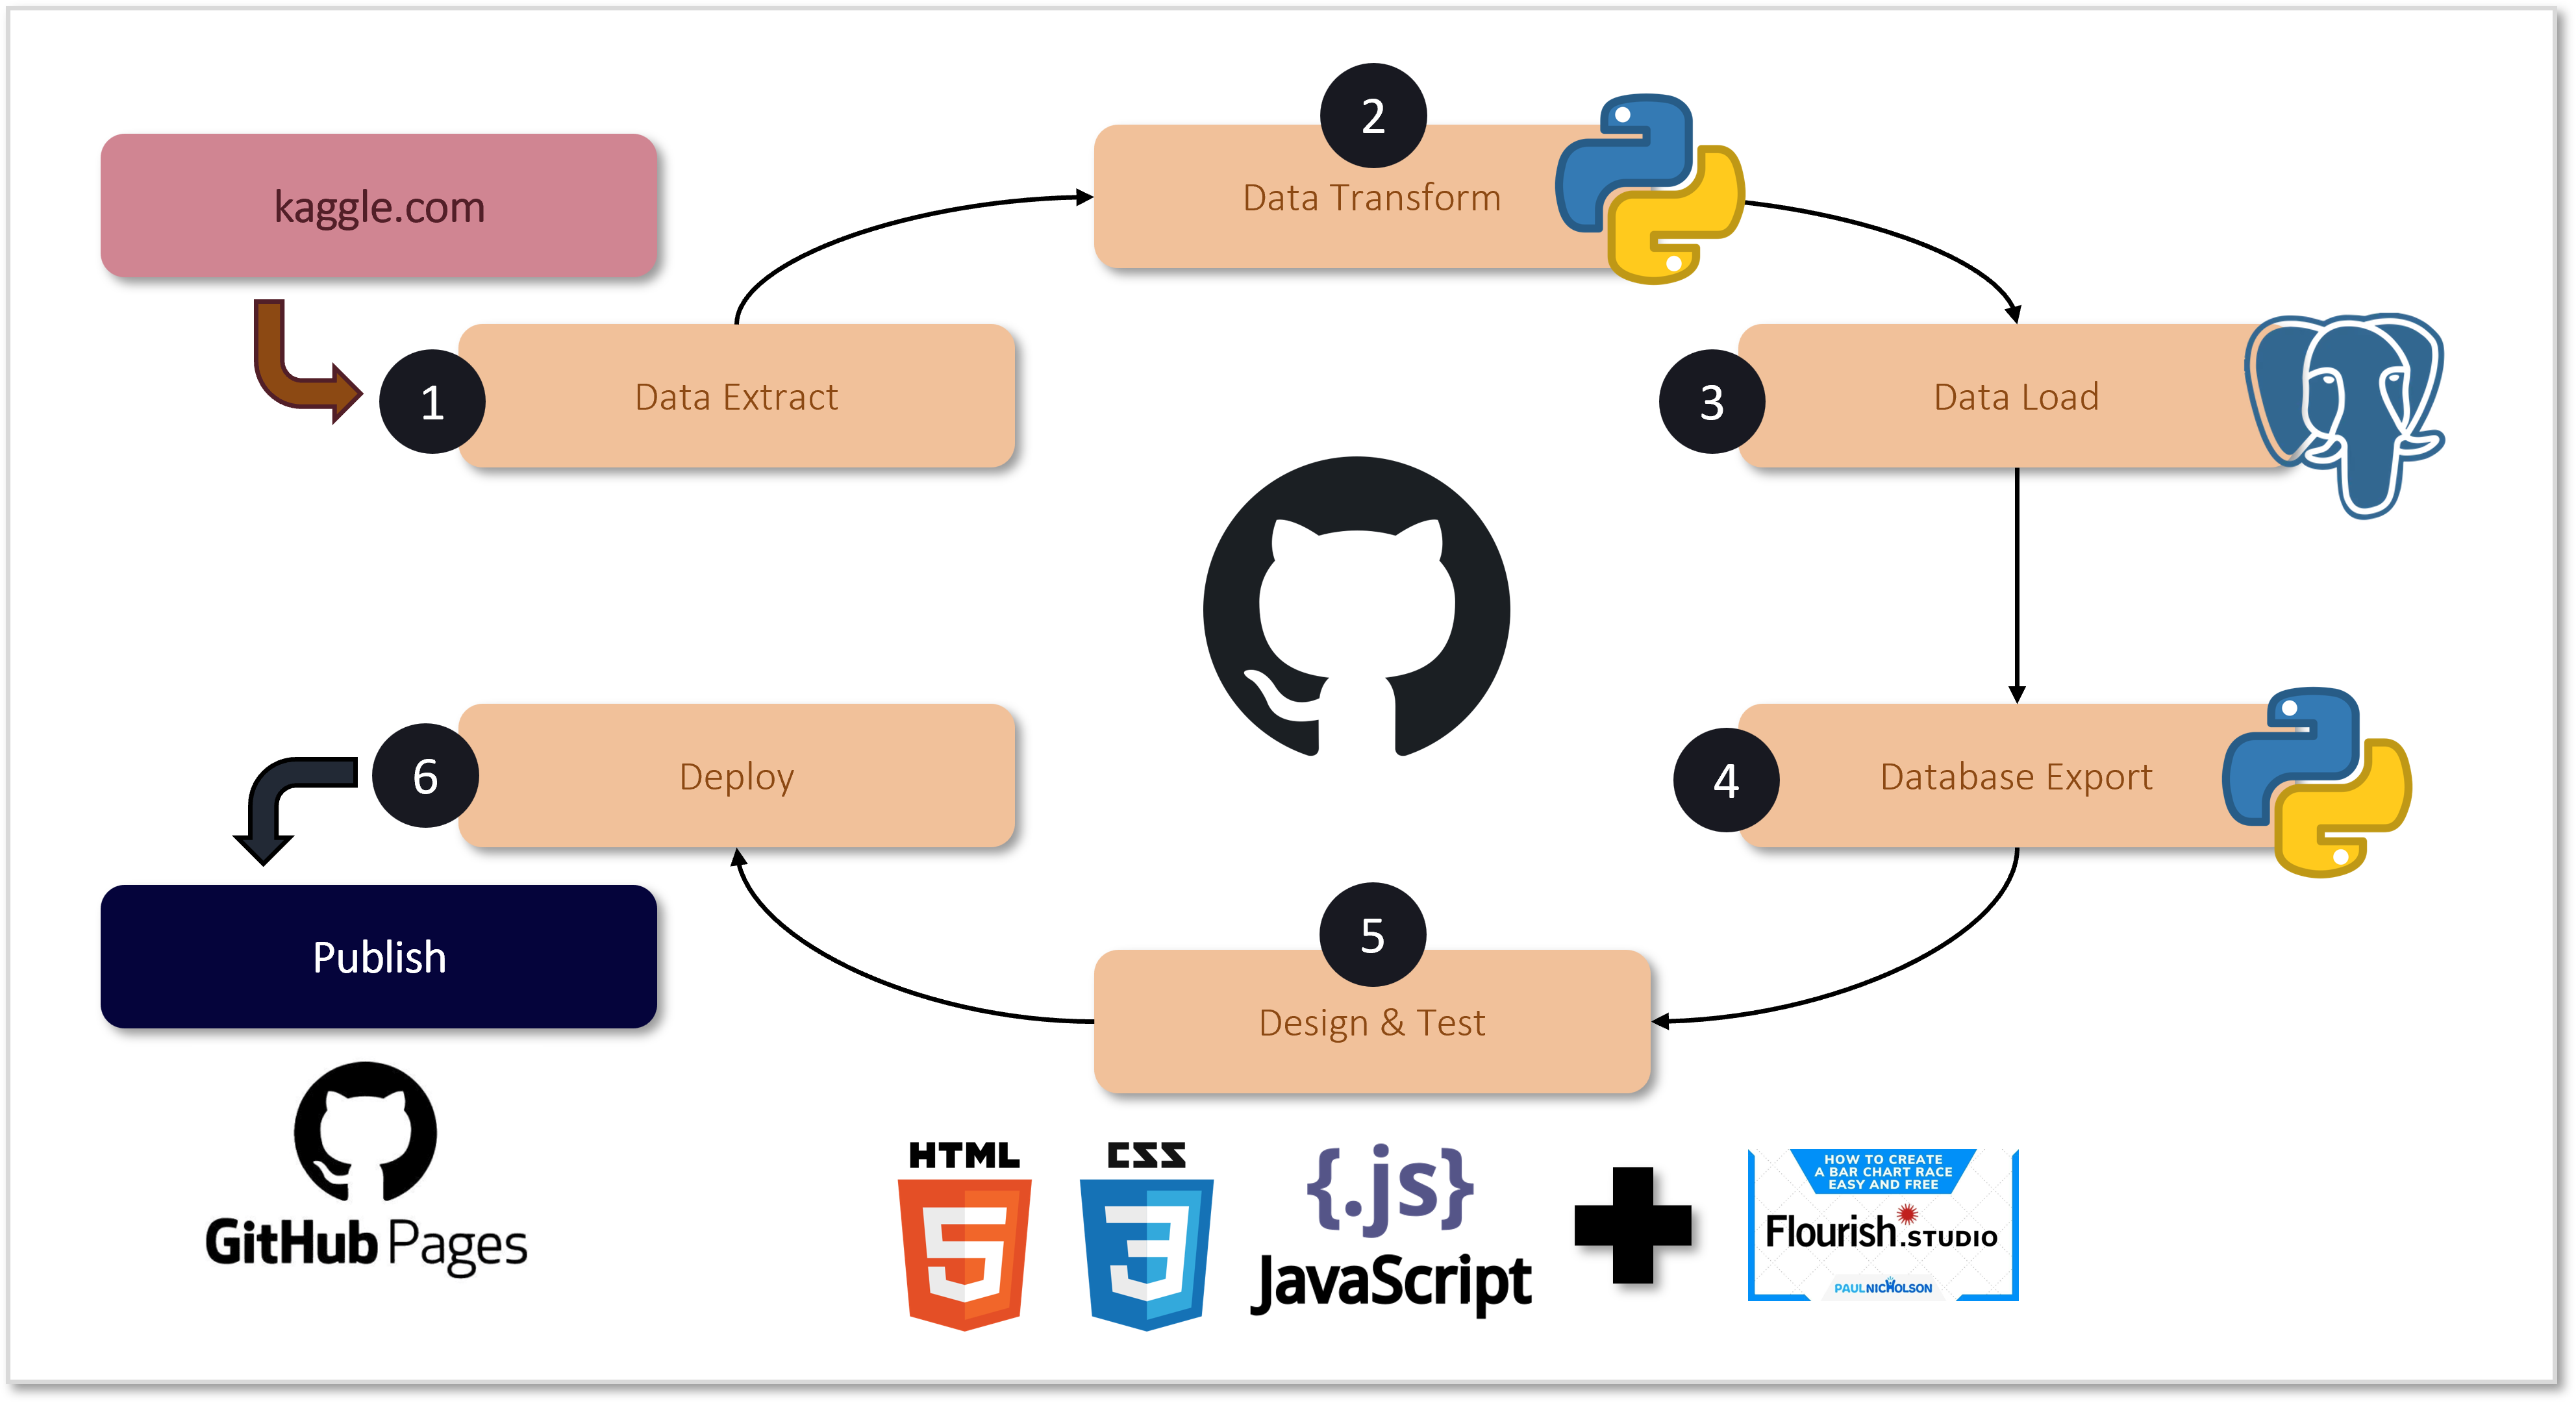 kaggle.com
1
Data Extract
2
Data Transform
3
Data Load
4
Database Export
5
Design & Test
6
Deploy
Publish
GitHub Pages
HTML
5
CSS
3
{.js}
JavaScript
HOW TO CREATE
A BAR CHART RACE
EASY AND FREE
Flourish.STUDIO
PAULNICHOLSON